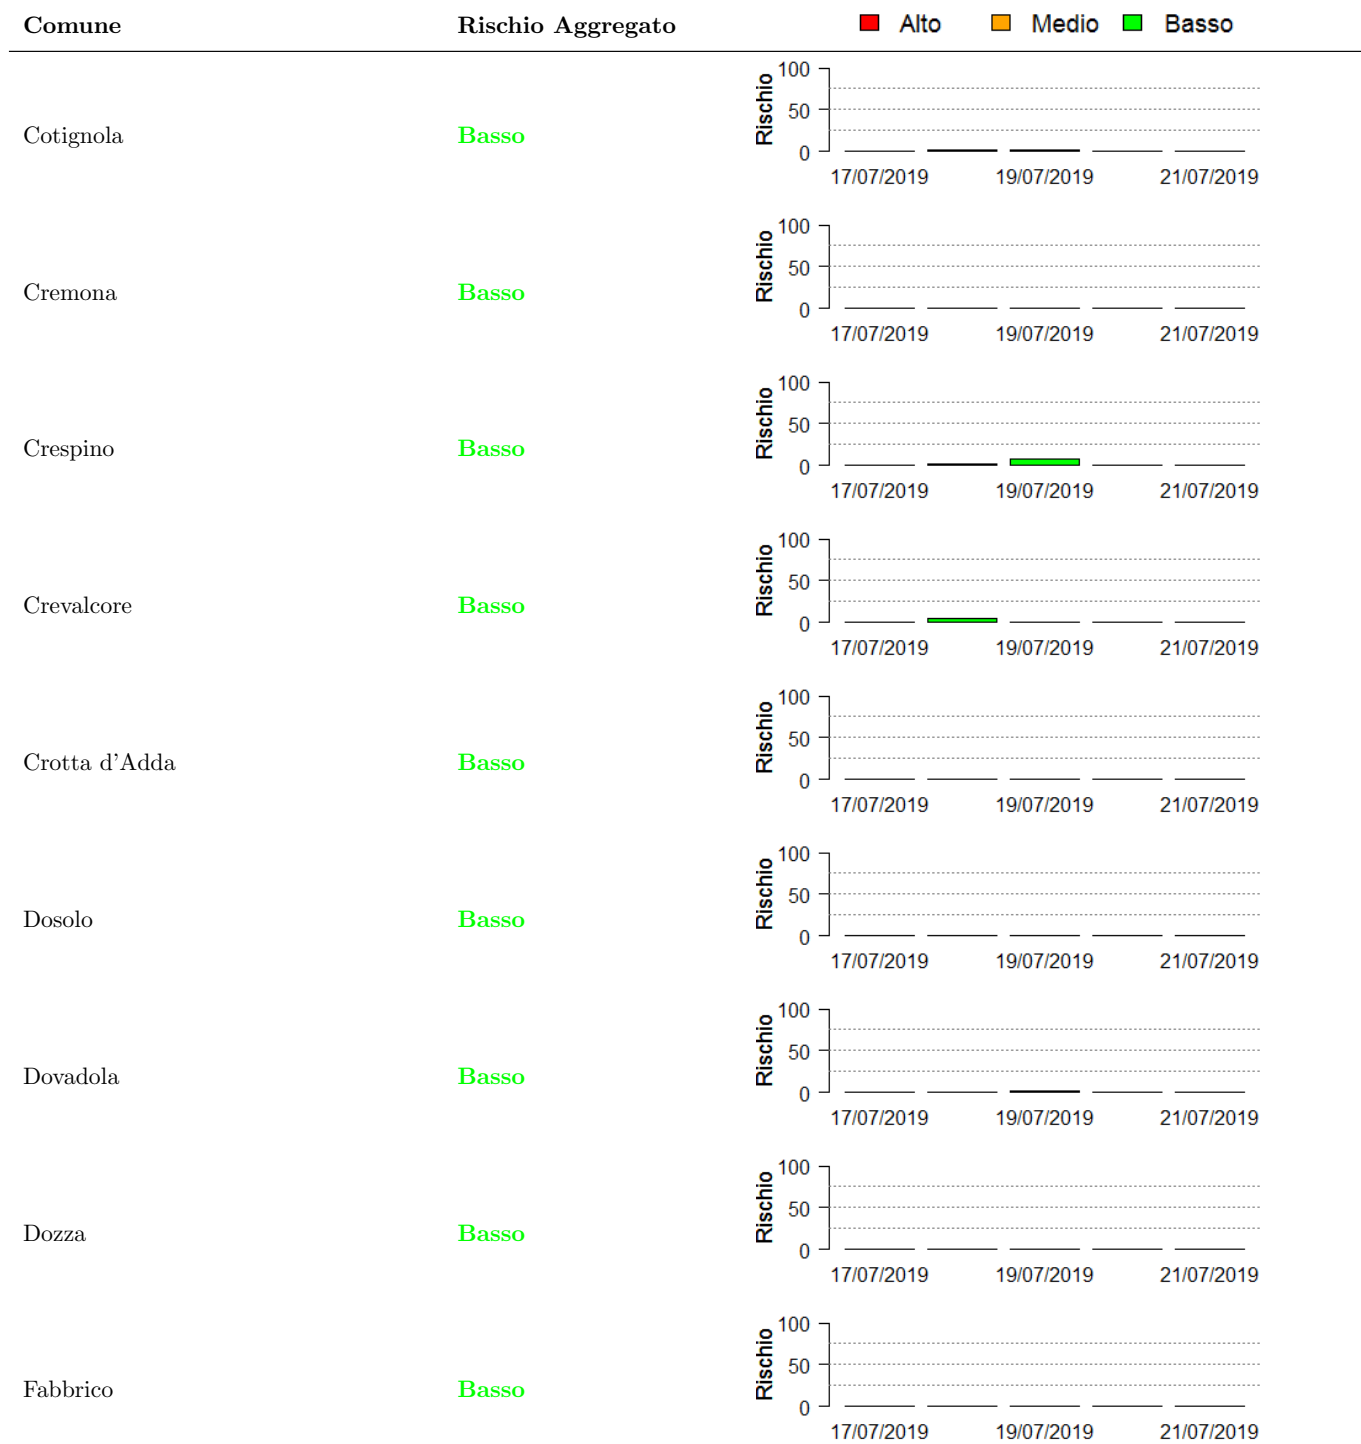 Comune Rischio Aggregato Alto Medio Basso
100
50
0
Rischio
Cotignola Basso
17/07/2019 19/07/2019 21/07/2019
100
50
0
Rischio
Cremona Basso
17/07/2019 19/07/2019 21/07/2019
100
50
0
Rischio
Crespino Basso
17/07/2019 19/07/2019 21/07/2019
100
50
0
Rischio
Crevalcore Basso
17/07/2019 19/07/2019 21/07/2019
100
50
0
Rischio
Crotta d'Adda Basso
17/07/2019 19/07/2019 21/07/2019
100
50
0
Rischio
Dosolo Basso
17/07/2019 19/07/2019 21/07/2019
100
50
0
Rischio
Dovadola Basso
17/07/2019 19/07/2019 21/07/2019
100
50
0
Rischio
Dozza Basso
17/07/2019 19/07/2019 21/07/2019
100
50
0
Rischio
Fabbrico Basso
17/07/2019 19/07/2019 21/07/2019